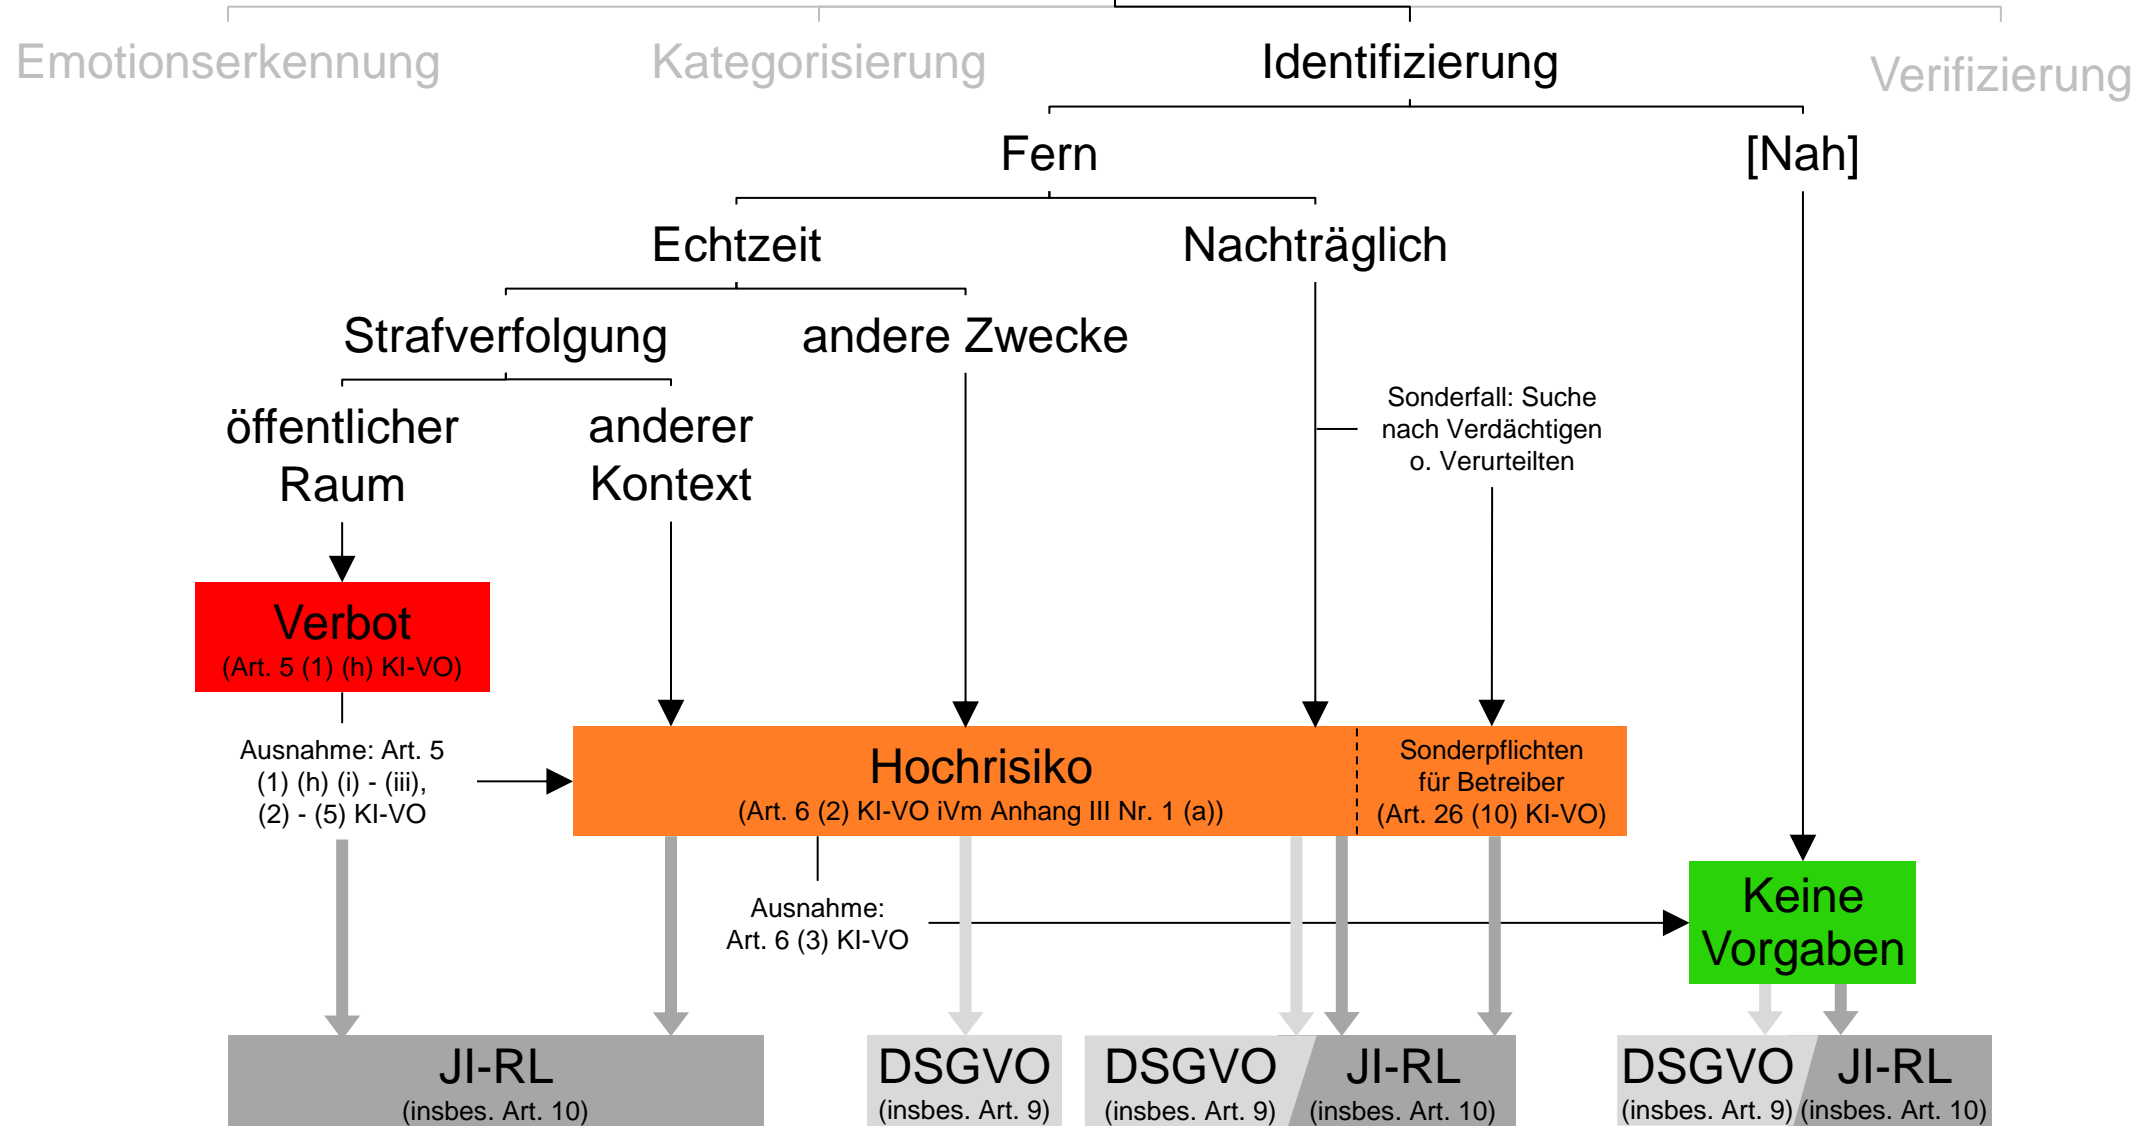 Emotionserkennung
Kategorisierung
Identifizierung
Verifizierung
Fern
[Nah]
Echtzeit
Nachträglich
Strafverfolgung
andere Zwecke
öffentlicher
Raum
anderer
Kontext
Sonderfall: Suche
nach Verdächtigen
o. Verurteilten
Verbot
(Art. 5 (1) (h) KI-VO)
Ausnahme: Art. 5
(1) (h) (i) - (iii),
(2) - (5) KI-VO
Hochrisiko
(Art. 6 (2) KI-VO iVm Anhang III Nr. 1 (a))
Sonderpflichten
für Betreiber
(Art. 26 (10) KI-VO)
Ausnahme:
Art. 6 (3) KI-VO
Keine
Vorgaben
JI-RL
(insbes. Art. 10)
DSGVO
(insbes. Art. 9)
DSGVO
(insbes. Art. 9)
JI-RL
(insbes. Art. 10)
DSGVO
(insbes. Art. 9)
JI-RL
(insbes. Art. 10)